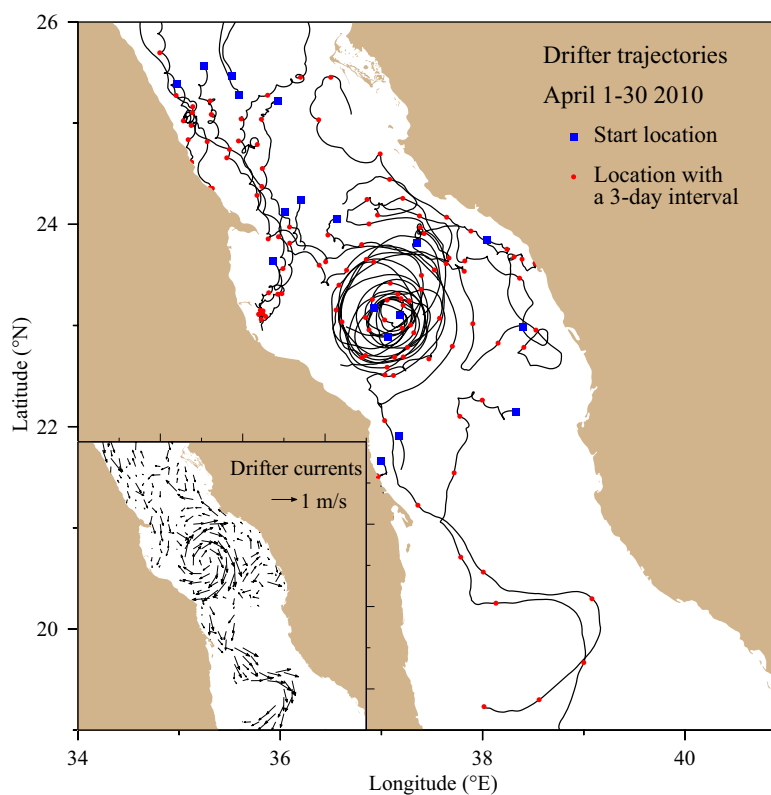 Drifter trajectories
April 1-30 2010
Start location
Location with
a 3-day interval
Drifter currents
1 m/s
26
24
22
20
Latitude (°N)
34
36
38
40
Longitude (°E)